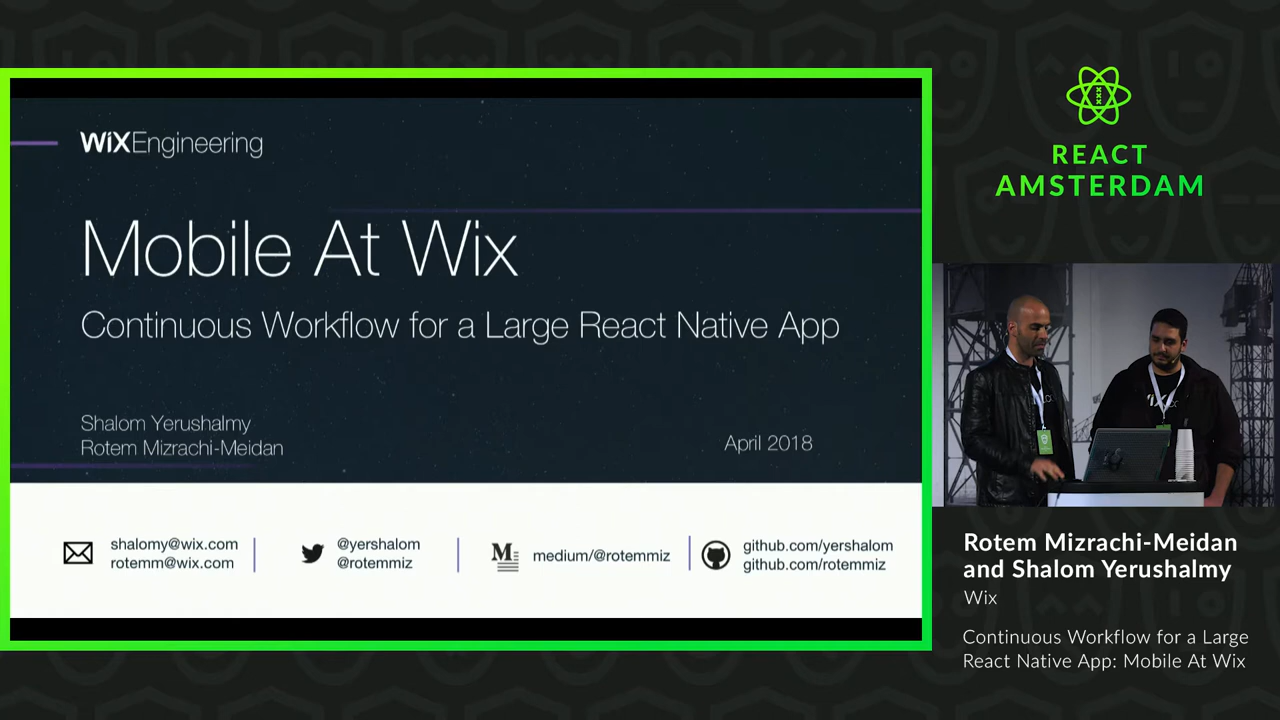 WiXEngineering
Mobile At Wix
Continuous Workflow for a Large React Native App
Shalom Yerushalmy
Rotem Mizrachi-Meidan
April 2018
shalomy@wix.com
rotemm@wix.com
@yershalom
@rotemmiz
medium/@rotemmiz
github.com/yershalom
github.com/rotemmiz
REACT
AMSTERDAM
Rotem Mizrachi-Meidan
and Shalom Yerushalmy
Wix
Continuous Workflow for a Large
React Native App: Mobile At Wix